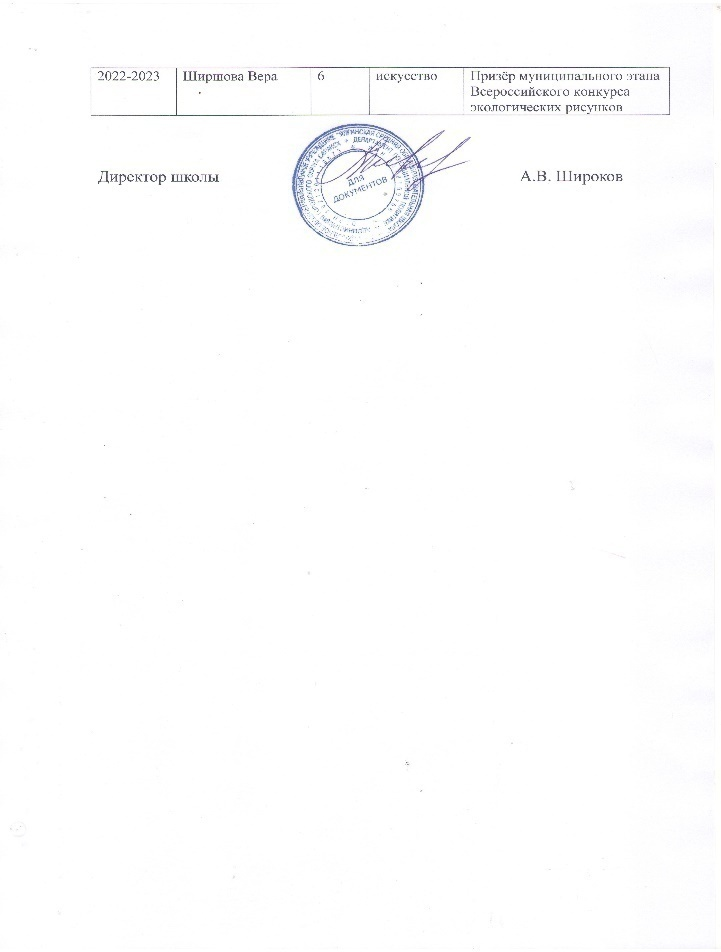 2022-2023 Ширшова Вера 6 искусство Призёр муниципального этапа
Всероссийского конкурса
экологических рисунков
Директор школы А.В. Широков
ДЛЯ
ДОКУМЕНТОВ